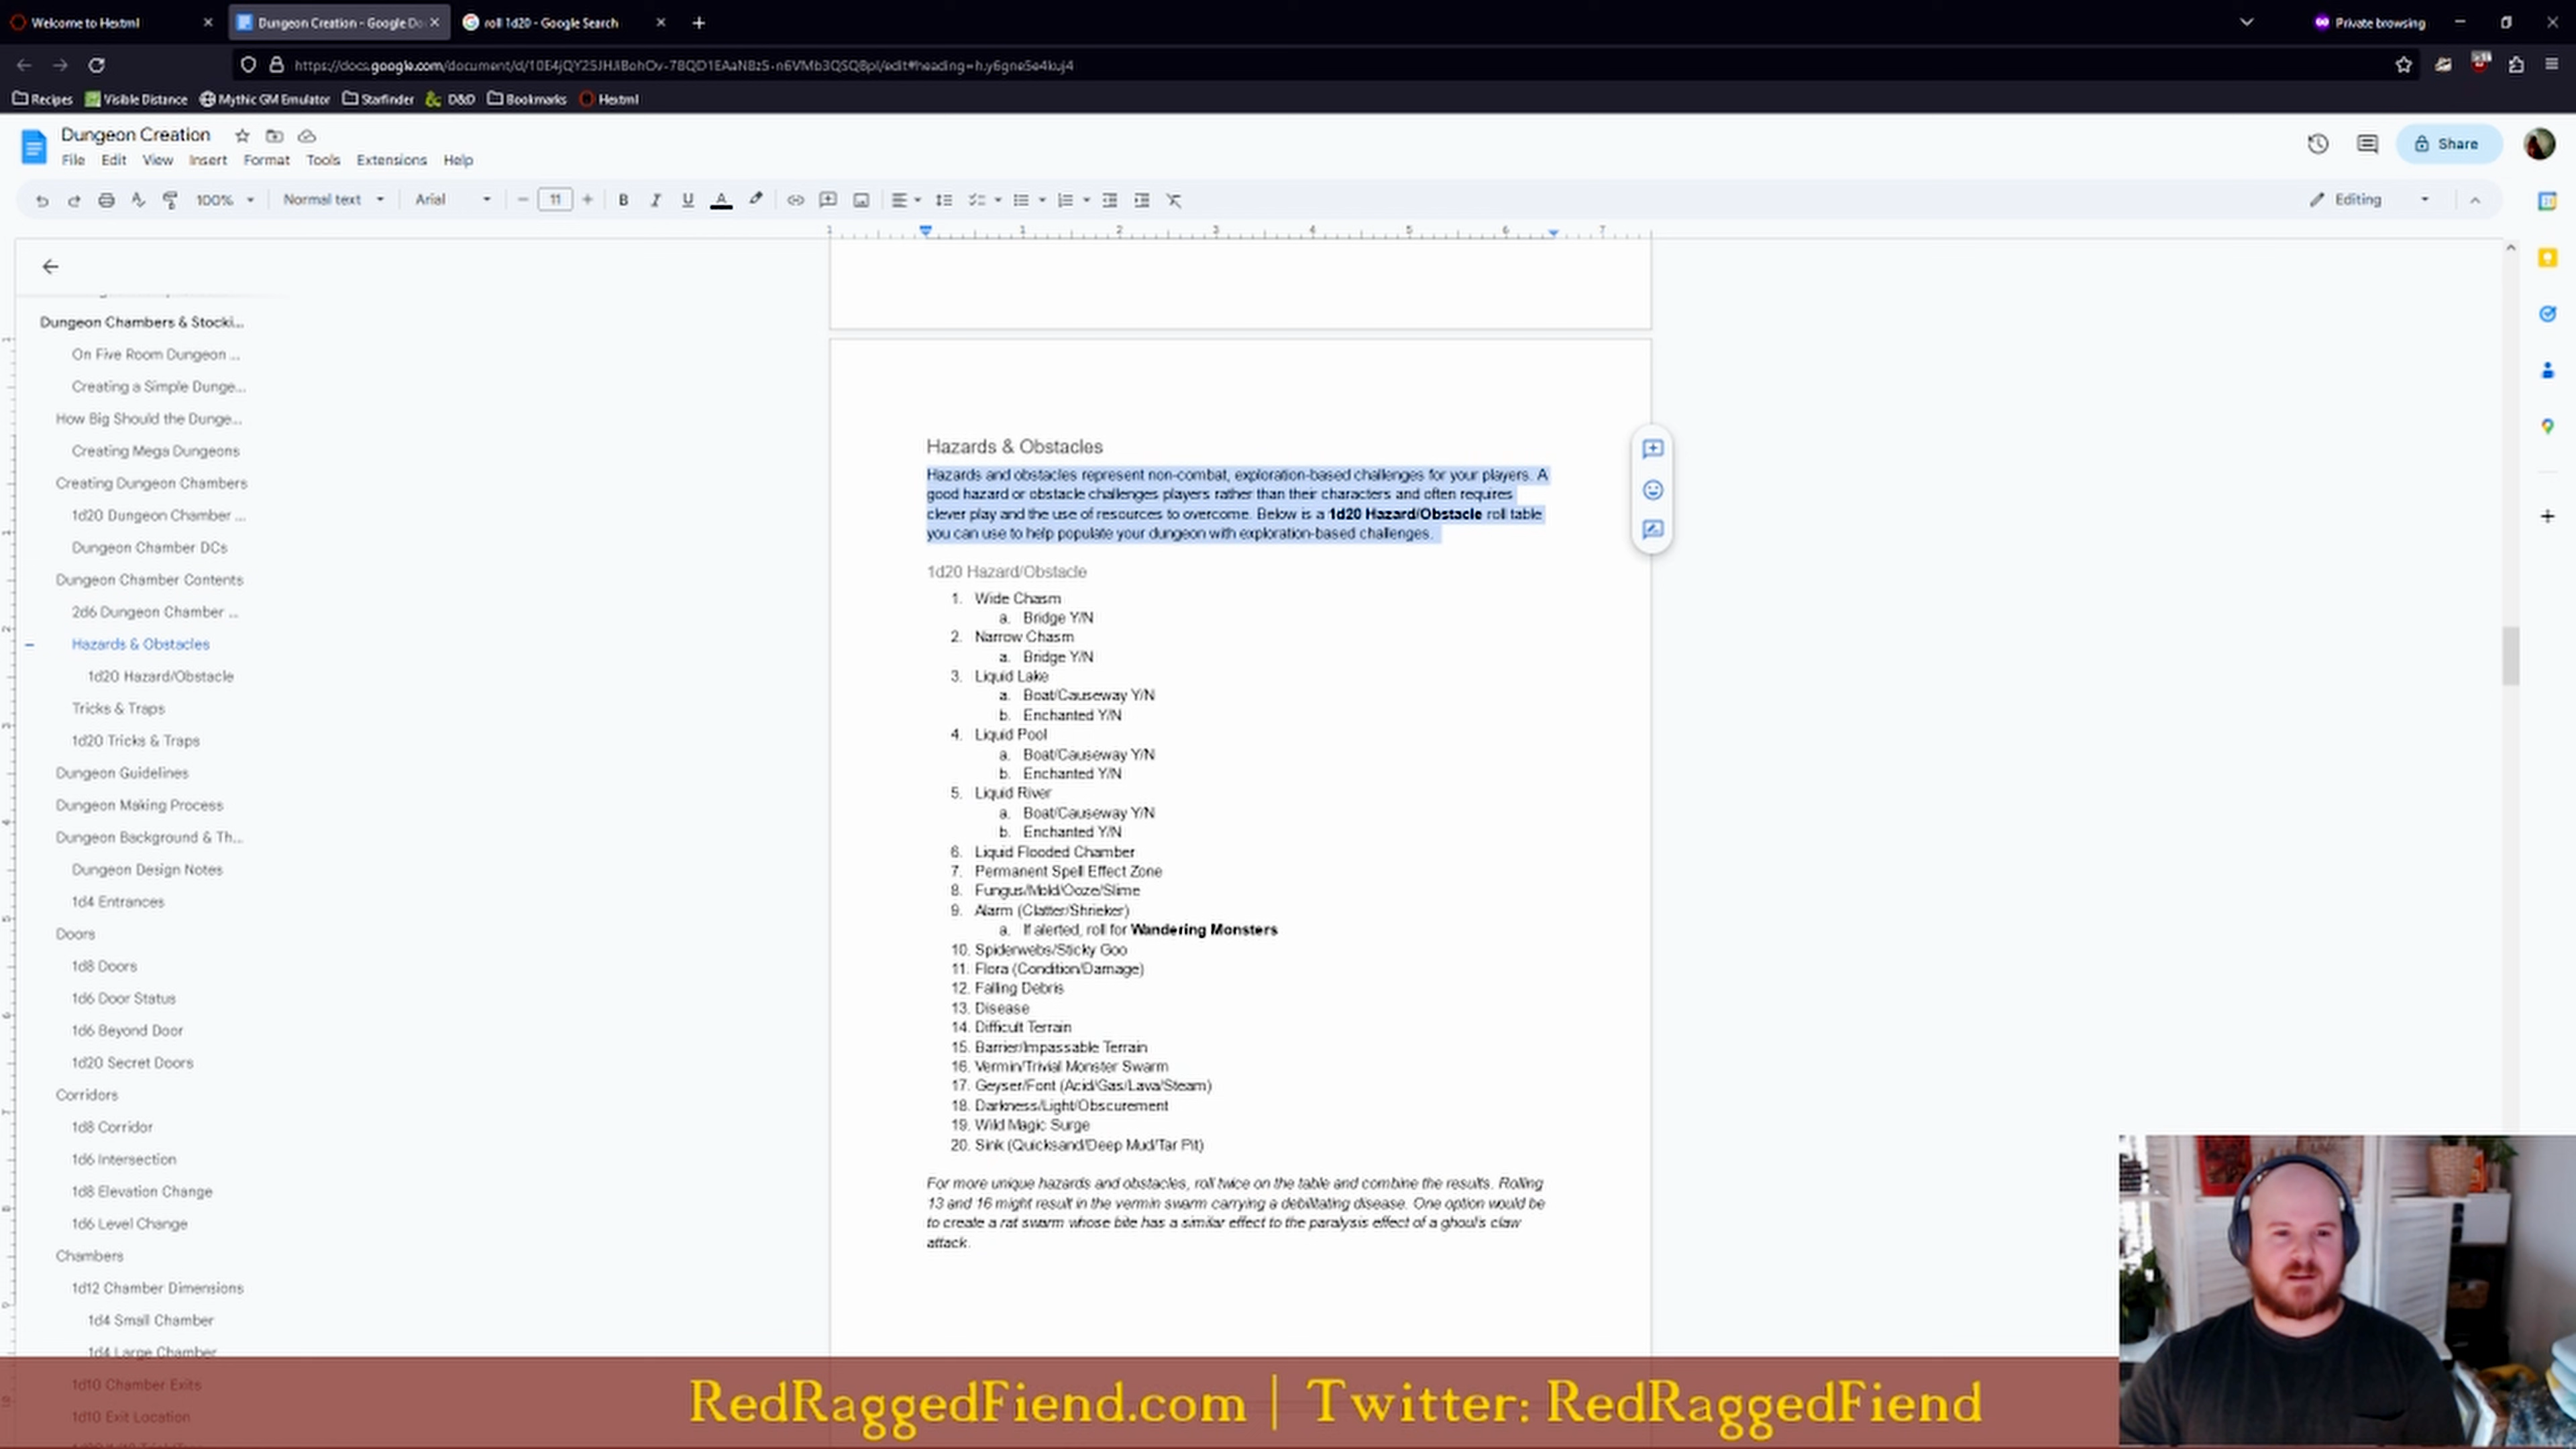 Welcome to Hextml
Dungeon Creation - Google Do
roll 1d20 - Google Search
Private browsing
Recipes
Visible Distance
Mythic GM Emulator
Starfinder
D&D
Bookmarks
Hextml
Dungeon Creation
File Edit View Insert Format Tools Extensions Help
Share
100%
Normal text
Arial
11
Editing
Dungeon Chambers & Stocki...
On Five Room Dungeon ...
Creating a Simple Dunge...
How Big Should the Dunge...
Creating Mega Dungeons
Creating Dungeon Chambers
1d20 Dungeon Chamber ...
Dungeon Chamber DCs
Dungeon Chamber Contents
2d6 Dungeon Chamber ...
Hazards & Obstacles
1d20 Hazard/Obstacle
Tricks & Traps
1d20 Tricks & Traps
Dungeon Guidelines
Dungeon Making Process
Dungeon Background & Th...
Dungeon Design Notes
1d4 Entrances
Doors
1d8 Doors
1d6 Door Status
1d6 Beyond Door
1d20 Secret Doors
Corridors
1d8 Corridor
1d6 Intersection
1d8 Elevation Change
1d6 Level Change
Chambers
1d12 Chamber Dimensions
1d4 Small Chamber
1d4 Large Chamber
1d10 Chamber Exits
1d10 Exit Location
Hazards & Obstacles
Hazards and obstacles represent non-combat, exploration-based challenges for your players. A
good hazard or obstacle challenges players rather than their characters and often requires
clever play and the use of resources to overcome. Below is a 1d20 Hazard/Obstacle roll table
you can use to help populate your dungeon with exploration-based challenges.
1d20 Hazard/Obstacle
1. Wide Chasm
a. Bridge Y/N
2. Narrow Chasm
a. Bridge Y/N
3. Liquid Lake
a. Boat/Causeway Y/N
b. Enchanted Y/N
4. Liquid Pool
a. Boat/Causeway Y/N
b. Enchanted Y/N
5. Liquid River
a. Boat/Causeway Y/N
b. Enchanted Y/N
6. Liquid Flooded Chamber
7. Permanent Spell Effect Zone
8. Fungus/Mold/Ooze/Slime
9. Alarm (Clatter/Shrieker)
a. If alerted, roll for Wandering Monsters
10. Spiderwebs/Sticky Goo
11. Flora (Condition/Damage)
12. Falling Debris
13. Disease
14. Difficult Terrain
15. Barrier/Impassable Terrain
16. Vermin/Trivial Monster Swarm
17. Geyser/Font (Acid/Gas/Lava/Steam)
18. Darkness/Light/Obscurement
19. Wild Magic Surge
20. Sink (Quicksand/Deep Mud/Tar Pit)
For more unique hazards and obstacles, roll twice on the table and combine the results. Rolling
13 and 16 might result in the vermin swarm carrying a debilitating disease. One option would be
to create a rat swarm whose bite has a similar effect to the paralysis effect of a ghoul's claw
attack.
RedRaggedFiend.com | Twitter: RedRaggedFiend